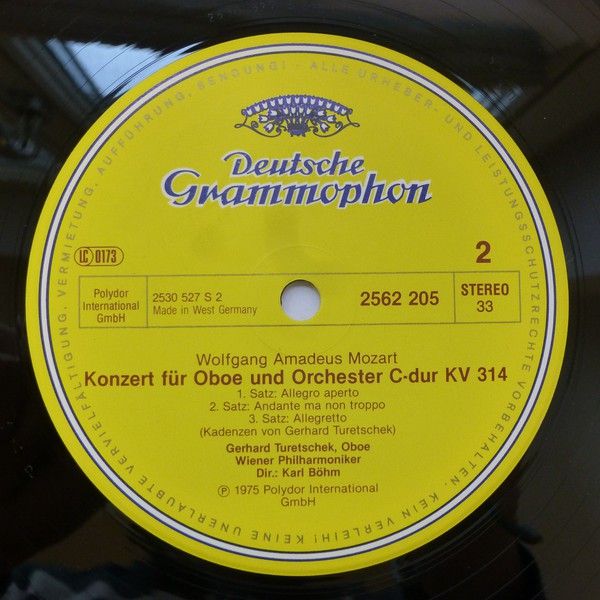 ALLE URHEBER- UND LEISTUNGSSCHUTZRECHTE VORBEHALTEN. KEIN VERLEIH! KEINE UNERLAUBTE VERVIELFÄLTIGUNG, VERMIETUNG, AUFFÜHRUNG, SENDUNG! ·
Deutsche
Grammophon
LC 0173
2
Polydor
International
GmbH
2530 527 S 2
Made in West Germany
2562 205
STEREO
33
Wolfgang Amadeus Mozart
Konzert für Oboe und Orchester C-dur KV 314
1. Satz: Allegro aperto
2. Satz: Andante ma non troppo
3. Satz: Allegretto
(Kadenzen von Gerhard Turetschek)
Gerhard Turetschek, Oboe
Wiener Philharmoniker
Dir.: Karl Böhm
℗ 1975 Polydor International
GmbH